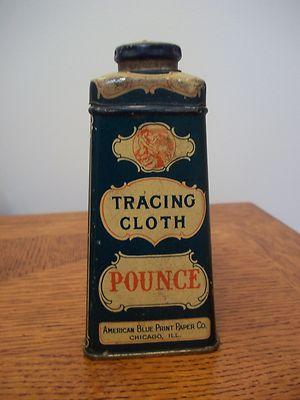 TRACING
CLOTH
POUNCE
AMERICAN BLUE PRINT PAPER CO.
CHICAGO, ILL.